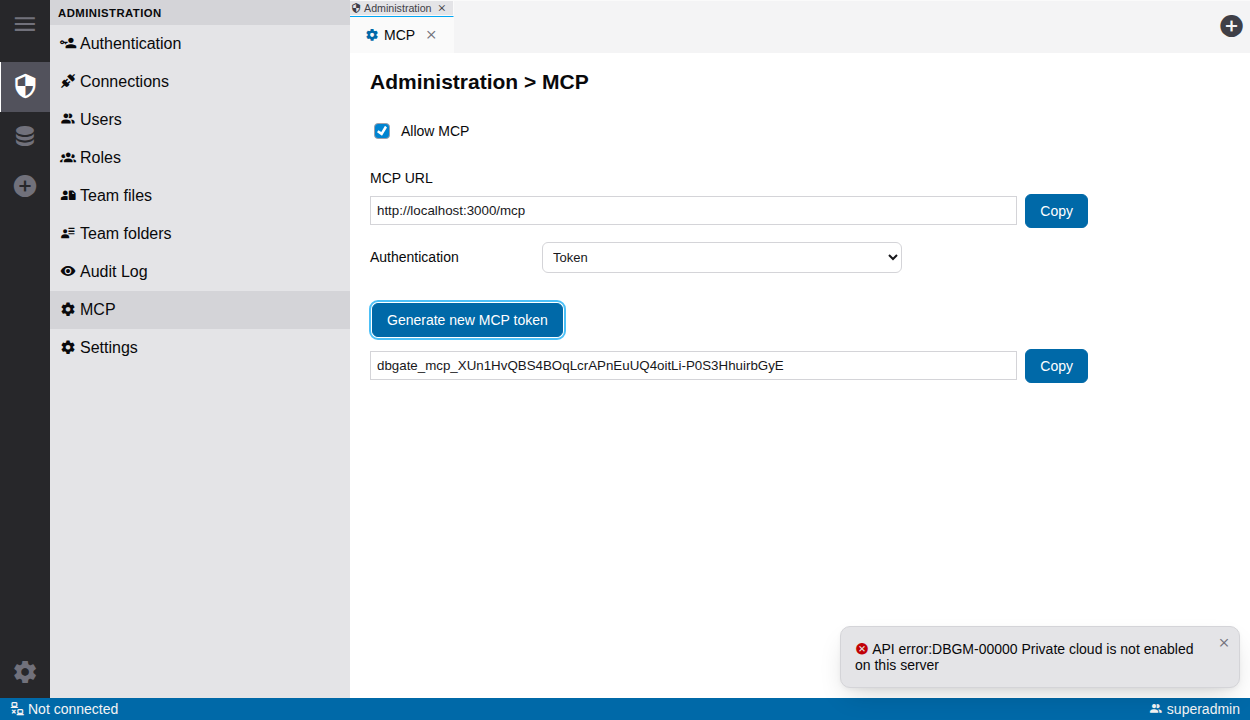 ADMINISTRATION
Authentication
Connections
Users
Roles
Team files
Team folders
Audit Log
MCP
Settings
Administration
MCP
Administration > MCP
Allow MCP
MCP URL
http://localhost:3000/mcp
Copy
Authentication
Token
Generate new MCP token
dbgate_mcp_XUn1HvQBS4BOqLcrAPnEuUQ4oitLi-P0S3HhuirbGyE
Copy
API error:DBGM-00000 Private cloud is not enabled
on this server
Not connected
superadmin